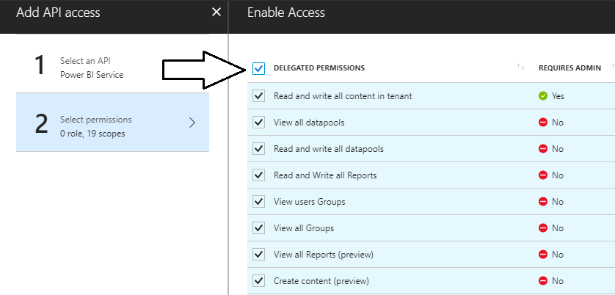 Add API access
Enable Access
1
Select an API
Power BI Service
2
Select permissions
0 role, 19 scopes
DELEGATED PERMISSIONS REQUIRES ADMIN
Read and write all content in tenant Yes
View all datapools No
Read and write all datapools No
Read and Write all Reports No
View users Groups No
View all Groups No
View all Reports (preview) No
Create content (preview) No